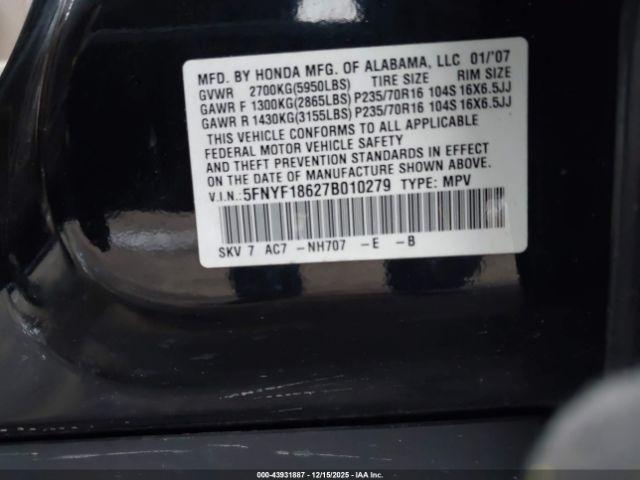 MFD. BY HONDA MFG. OF ALABAMA, LLC 01/'07
GVWR 2700KG(5950LBS) TIRE SIZE RIM SIZE
GAWR F 1300KG(2865LBS) P235/70R16 104S 16X6.5JJ
GAWR R 1430KG(3155LBS) P235/70R16 104S 16X6.5JJ
THIS VEHICLE CONFORMS TO ALL APPLICABLE
FEDERAL MOTOR VEHICLE SAFETY
AND THEFT PREVENTION STANDARDS IN EFFECT
ON THE DATE OF MANUFACTURE SHOWN ABOVE.
V.I.N.:5FNYF18627B010279 TYPE: MPV
SKV 7 AC7 -NH707 -E -B
000-43931887 - 12/15/2025 - IAA Inc.